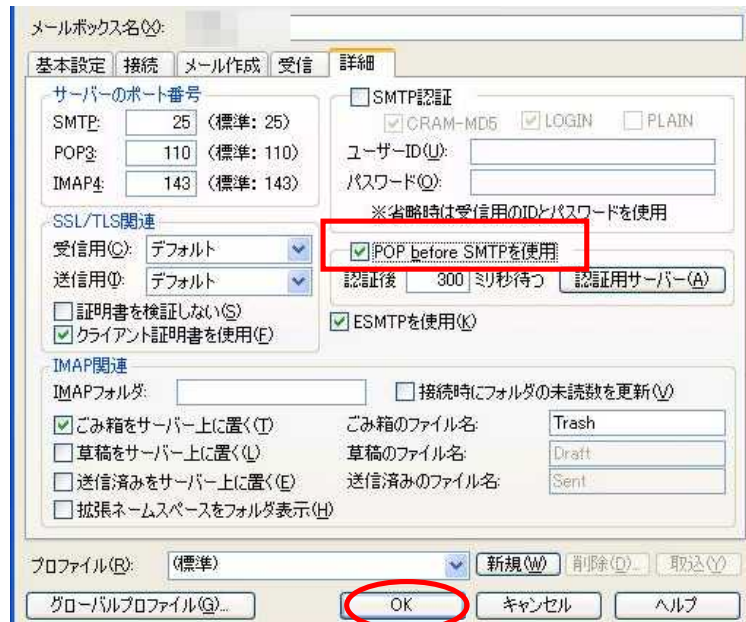 メールボックス名(X):
基本設定 接続 メール作成 受信 詳細
サーバーのポート番号
SMTP: 25 (標準: 25)
POP3: 110 (標準: 110)
IMAP4: 143 (標準: 143)
SSL/TLS関連
受信用(C): デフォルト
送信用(I): デフォルト
証明書を検証しない(S)
クライアント証明書を使用(F)
SMTP認証
CRAM-MD5 LOGIN PLAIN
ユーザーID(U):
パスワード(O):
※省略時は受信用のIDとパスワードを使用
POP before SMTPを使用
認証後 300 ミリ秒待つ 認証用サーバー(A)
ESMTPを使用(K)
IMAP関連
IMAPフォルダ: 接続時にフォルダの未読数を更新(V)
ごみ箱をサーバー上に置く(T) ごみ箱のファイル名: Trash
草稿をサーバー上に置く(L) 草稿のファイル名: Draft
送信済みをサーバー上に置く(E) 送信済みのファイル名: Sent
拡張ネームスペースをフォルダ表示(H)
プロファイル(R): (標準) 新規(W) 削除(D)... 取込(Y)
グローバルプロファイル(G)... OK キャンセル ヘルプ